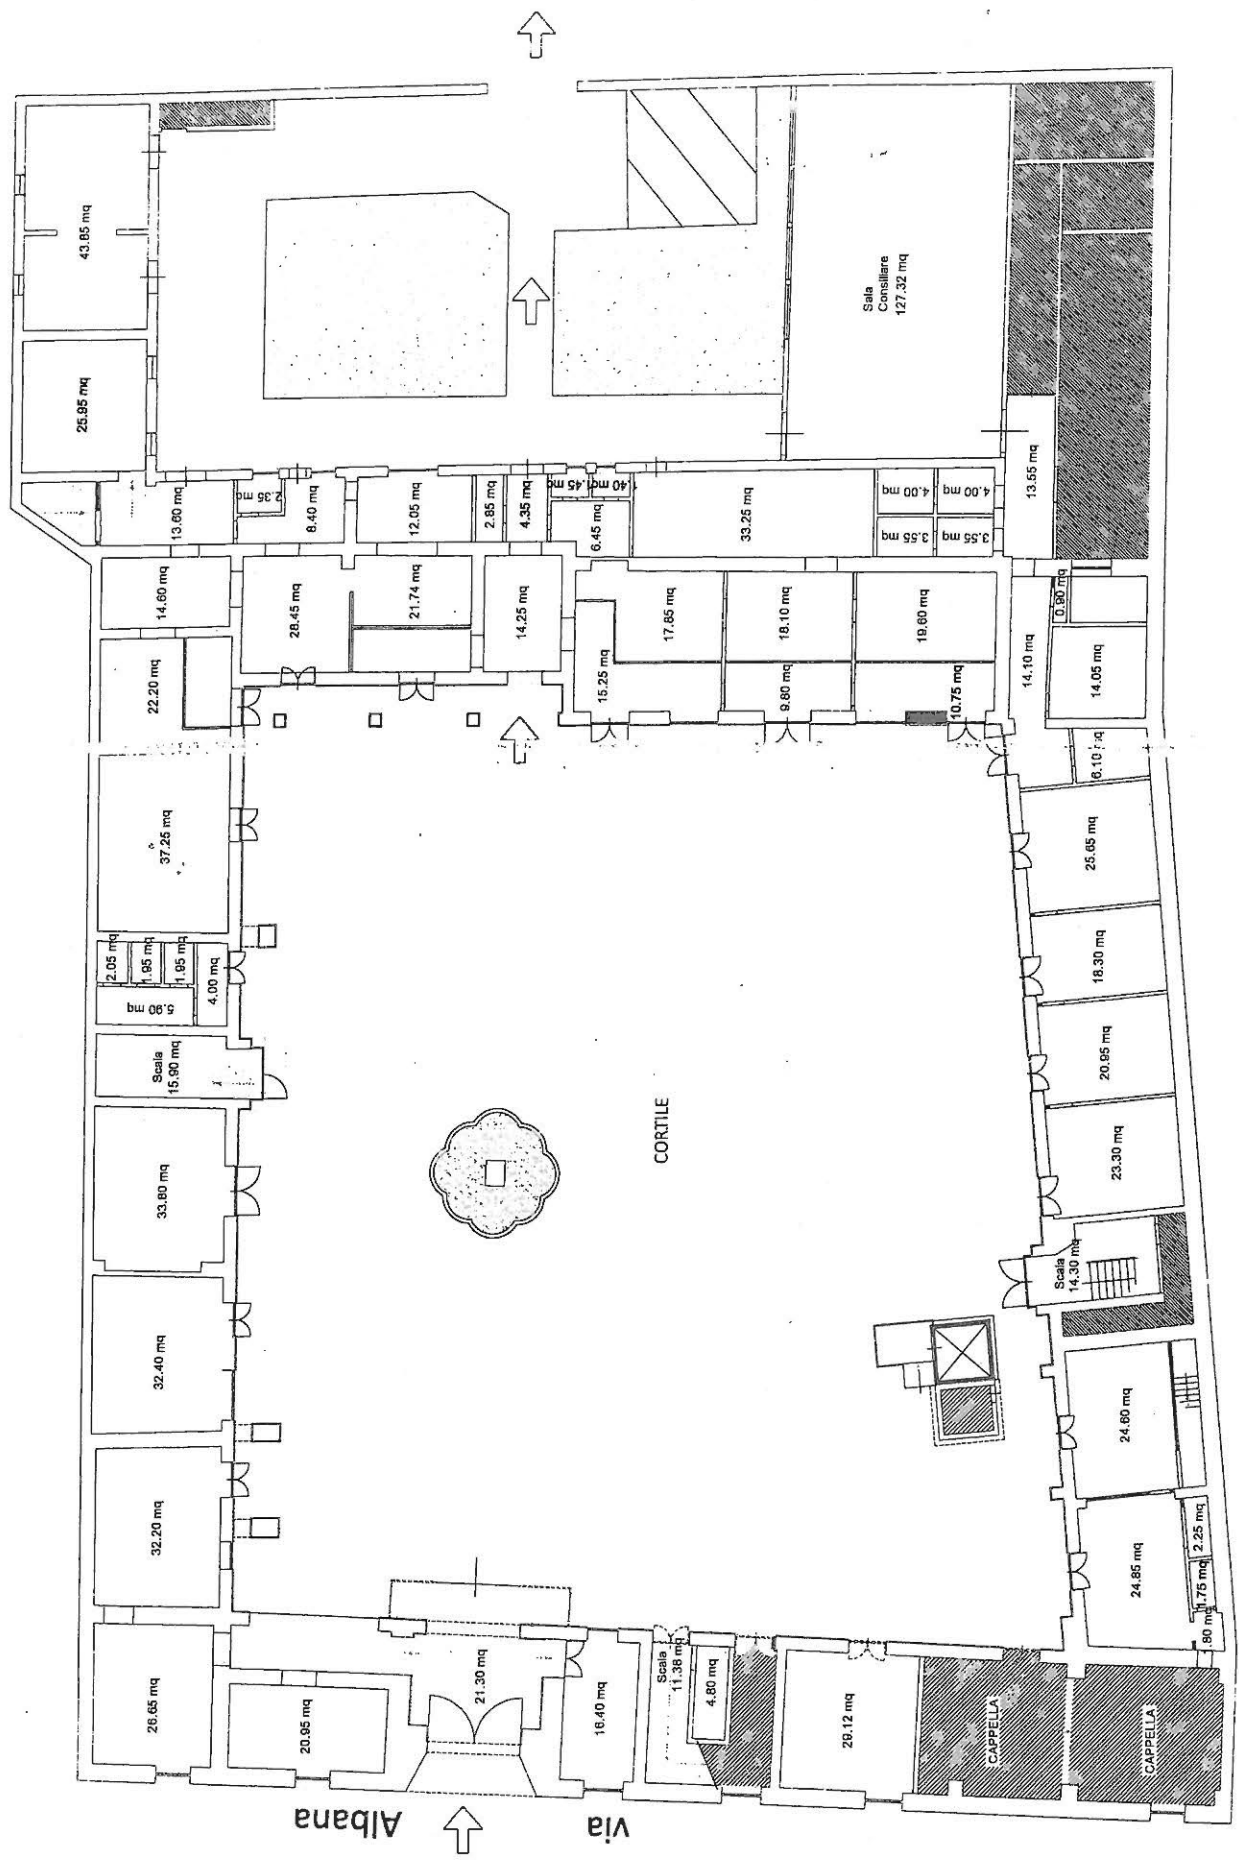 43.85 mq
25.95 mq
Sala
Consiliare
127.32 mq
13.60 mq
2.35 mq
8.40 mq
12.05 mq
2.85 mq
4.35 mq
6.45 mq
33.25 mq
4.00 mq
4.00 mq
3.55 mq
3.55 mq
13.55 mq
14.60 mq
28.45 mq
21.74 mq
14.25 mq
17.85 mq
18.10 mq
19.60 mq
0.90 mq
22.20 mq
15.25 mq
9.80 mq
10.75 mq
14.10 mq
14.05 mq
37.25 mq
25.65 mq
2.05 mq
1.95 mq
1.95 mq
4.00 mq
5.90 mq
18.30 mq
Scala
15.90 mq
20.95 mq
CORTILE
33.80 mq
23.30 mq
Scala
14.30 mq
32.40 mq
24.60 mq
32.20 mq
24.85 mq
2.25 mq
1.75 mq
26.65 mq
20.95 mq
21.30 mq
16.40 mq
Scala
11.38 mq
4.80 mq
29.12 mq
CAPPELLA
CAPPELLA
via
Albana